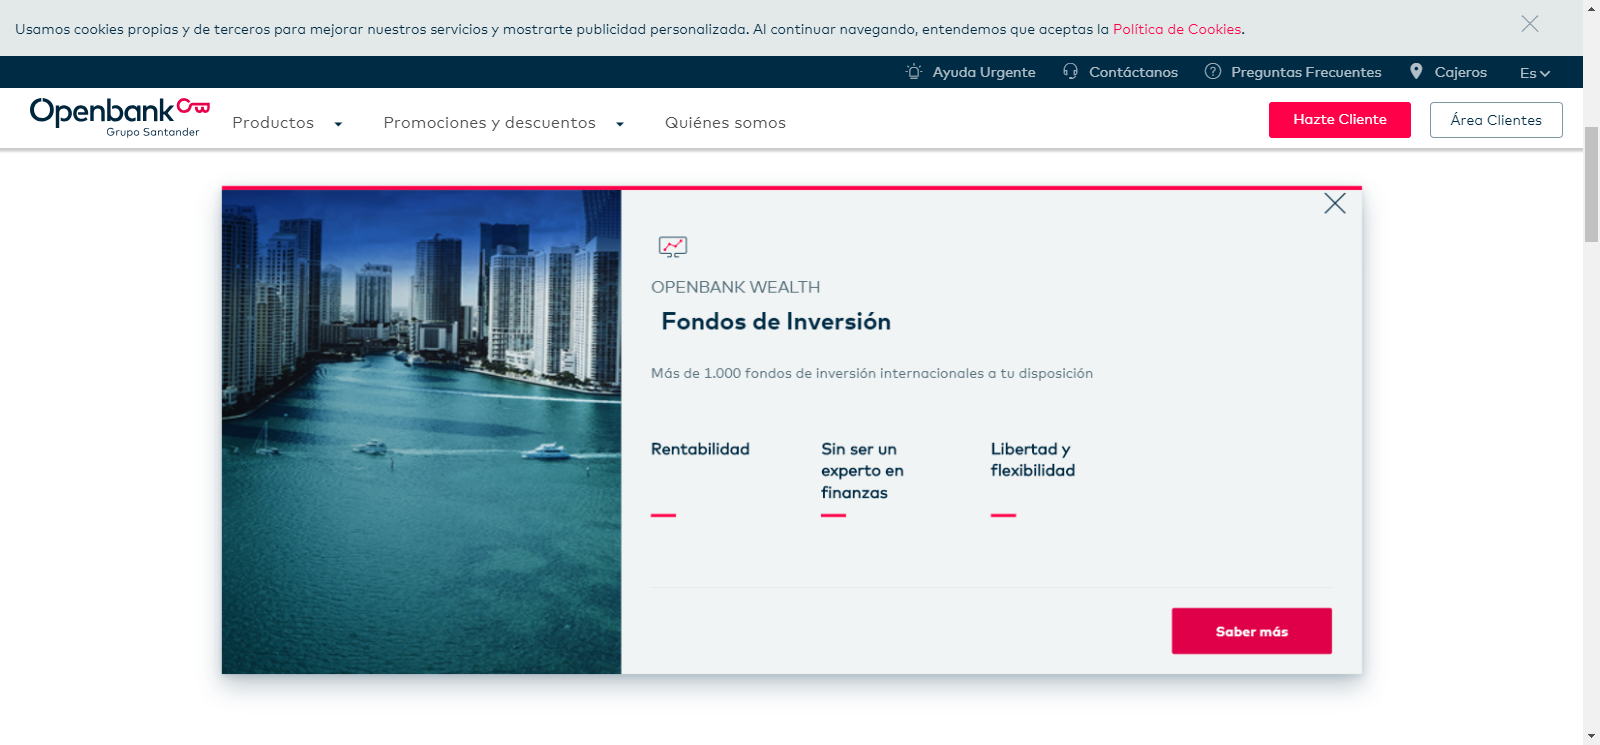 Usamos cookies propias y de terceros para mejorar nuestros servicios y mostrarte publicidad personalizada. Al continuar navegando, entendemos que aceptas la Política de Cookies.
Ayuda Urgente
Contáctanos
Preguntas Frecuentes
Cajeros
Es
Openbank
Grupo Santander
Productos
Promociones y descuentos
Quiénes somos
Hazte Cliente
Área Clientes
OPENBANK WEALTH
Fondos de Inversión
Más de 1.000 fondos de inversión internacionales a tu disposición
Rentabilidad
Sin ser un
experto en
finanzas
Libertad y
flexibilidad
Saber más